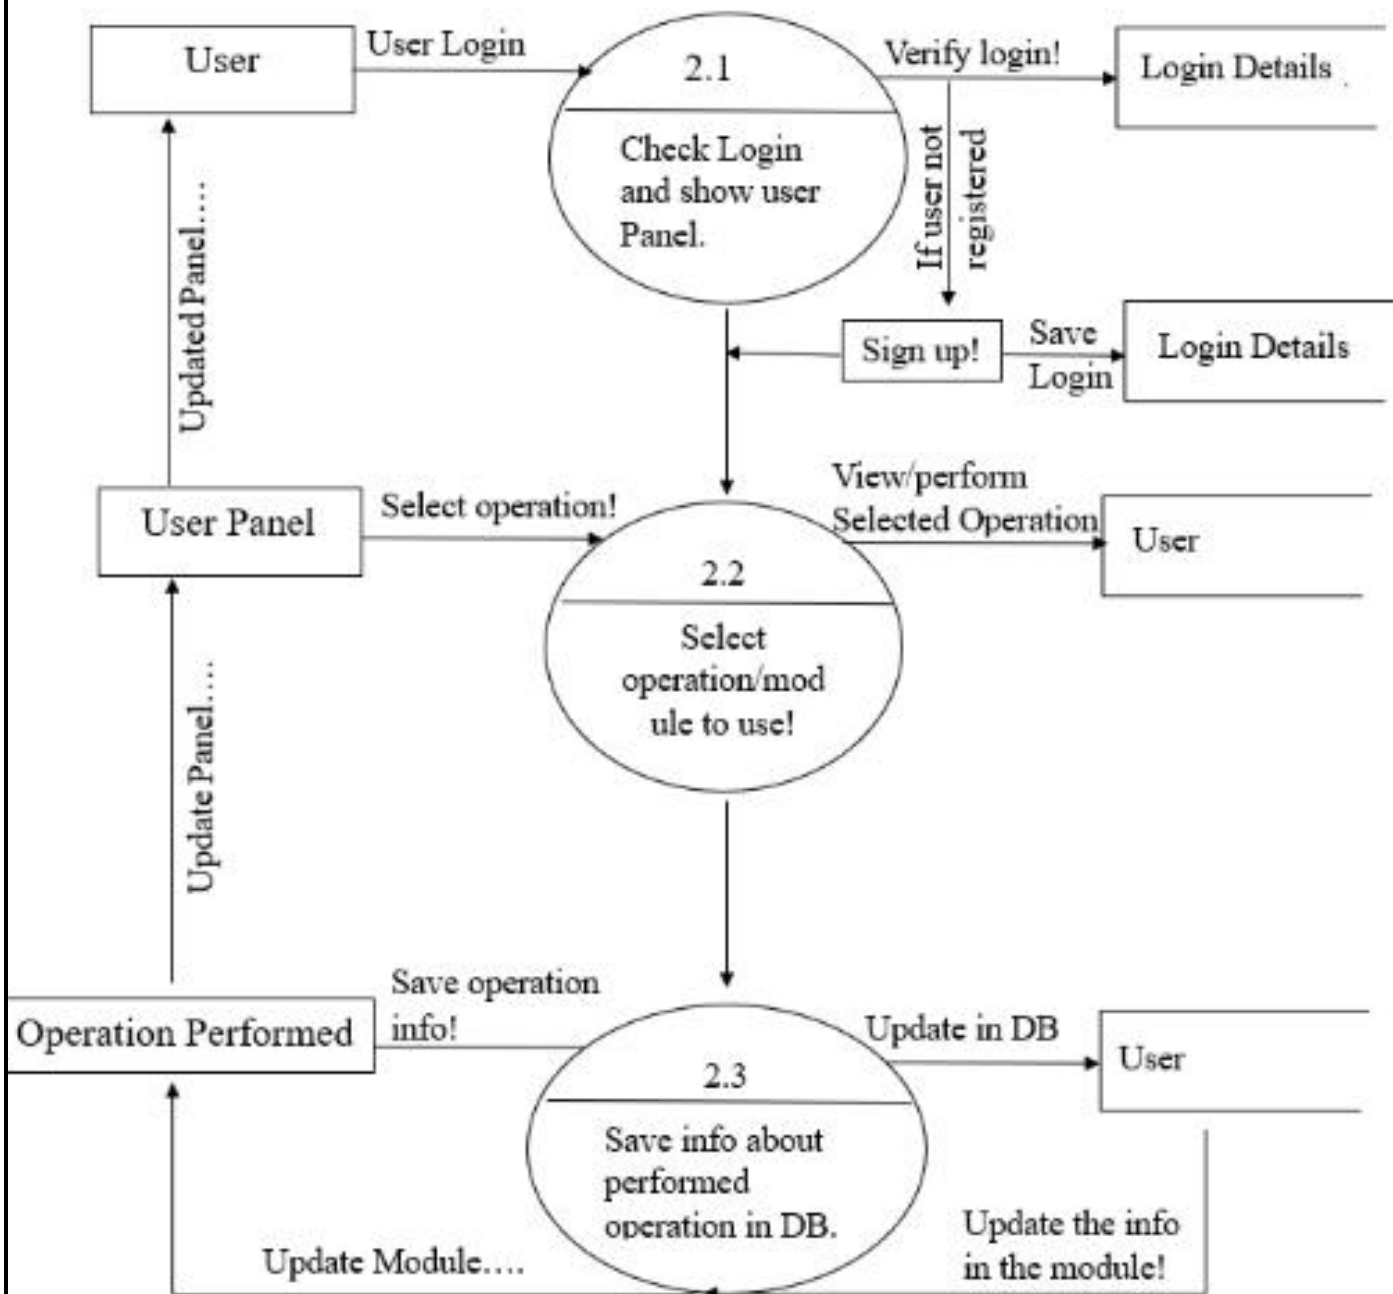 User
User Login
2.1
Check Login
and show user
Panel.
Verify login!
Login Details
If user not
registered
Updated Panel....
Sign up!
Save
Login
Login Details
User Panel
Select operation!
2.2
Select
operation/mod
ule to use!
View/perform
Selected Operation
User
Update Panel....
Operation Performed
Save operation
info!
2.3
Save info about
performed
operation in DB.
Update in DB
User
Update Module....
Update the info
in the module!